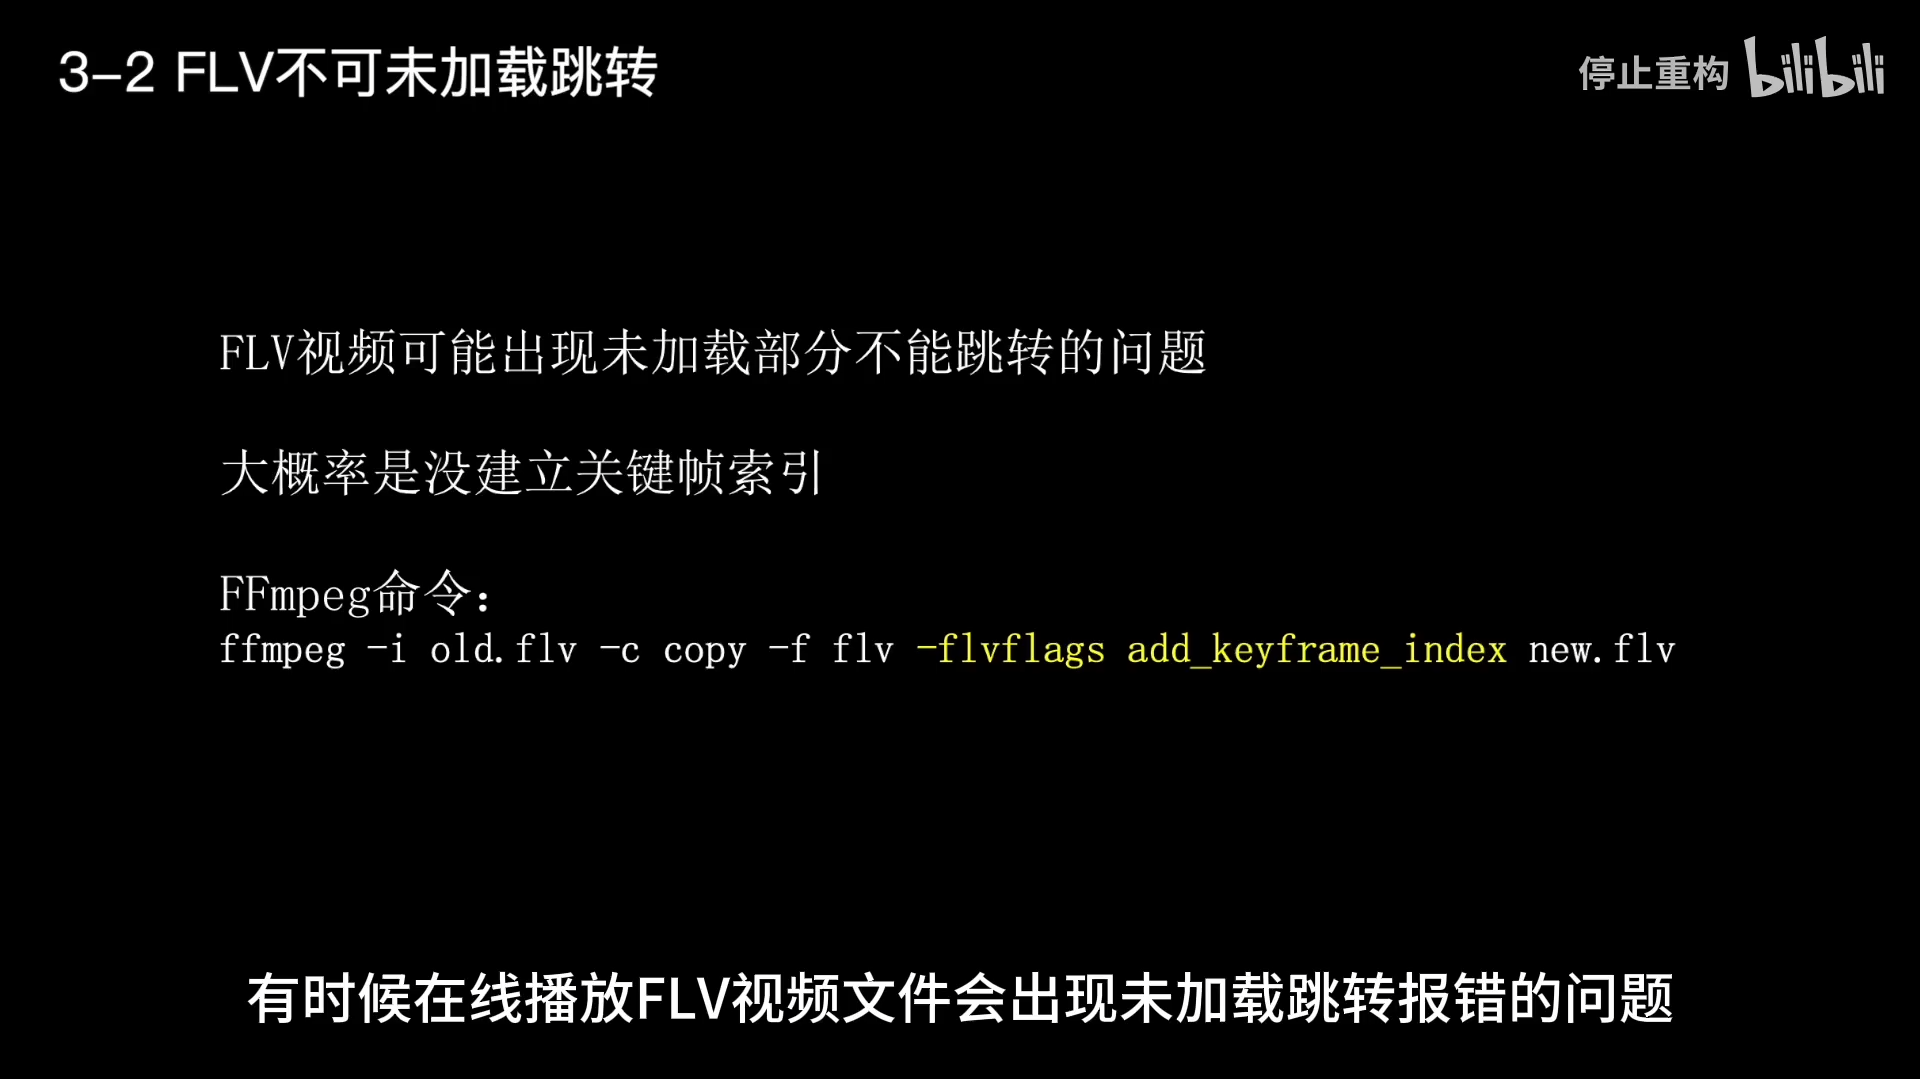 3-2 FLV不可未加载跳转
停止重构 bilibili
FLV视频可能出现未加载部分不能跳转的问题
大概率是没建立关键帧索引
FFmpeg命令：
ffmpeg -i old.flv -c copy -f flv -flvflags add_keyframe_index new.flv
有时候在线播放FLV视频文件会出现未加载跳转报错的问题